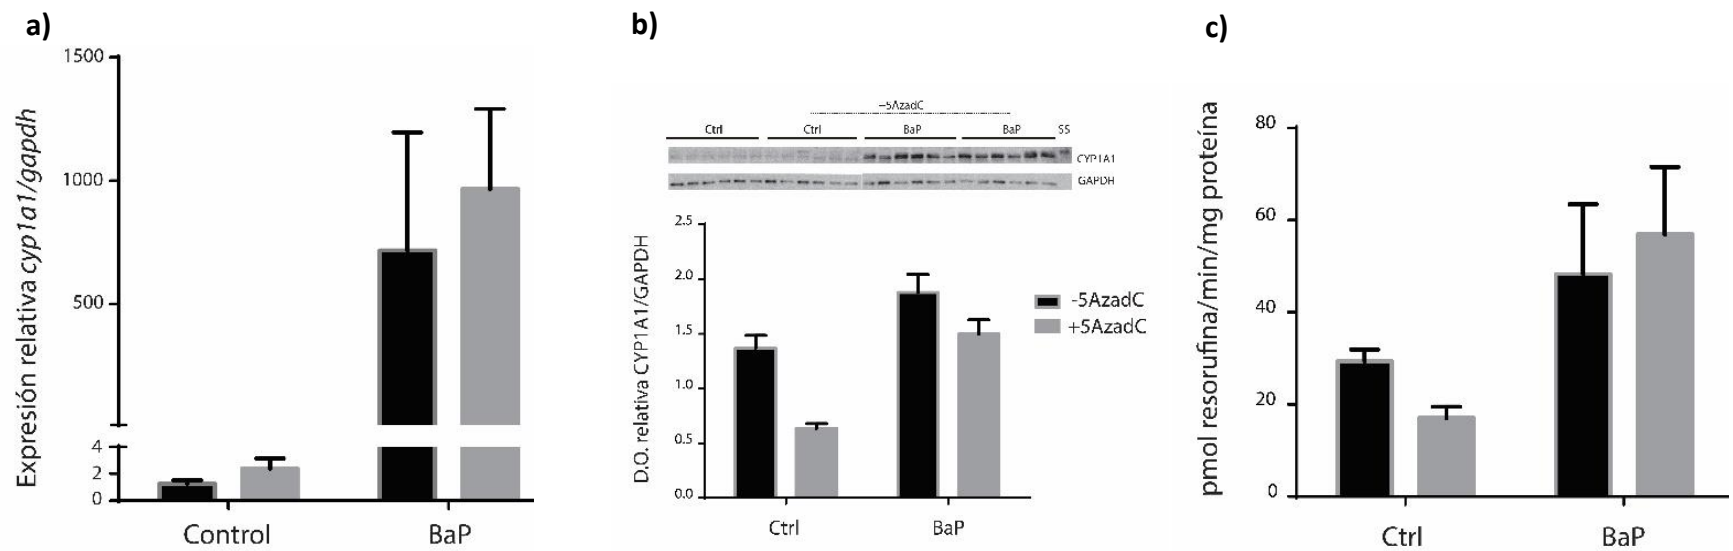 a)
Expresión relativa cyp1a1/gapdh
1500
1000
500
4
2
0
Control
BaP
b)
+5AzadC
Ctrl
Ctrl
BaP
BaP
SS
CYP1A1
GAPDH
D.O. relativa CYP1A1/GAPDH
2.5
2.0
1.5
1.0
0.5
0.0
Ctrl
BaP
-5AzadC
+5AzadC
c)
pmol resorufina/min/mg proteína
80
60
40
20
0
Ctrl
BaP